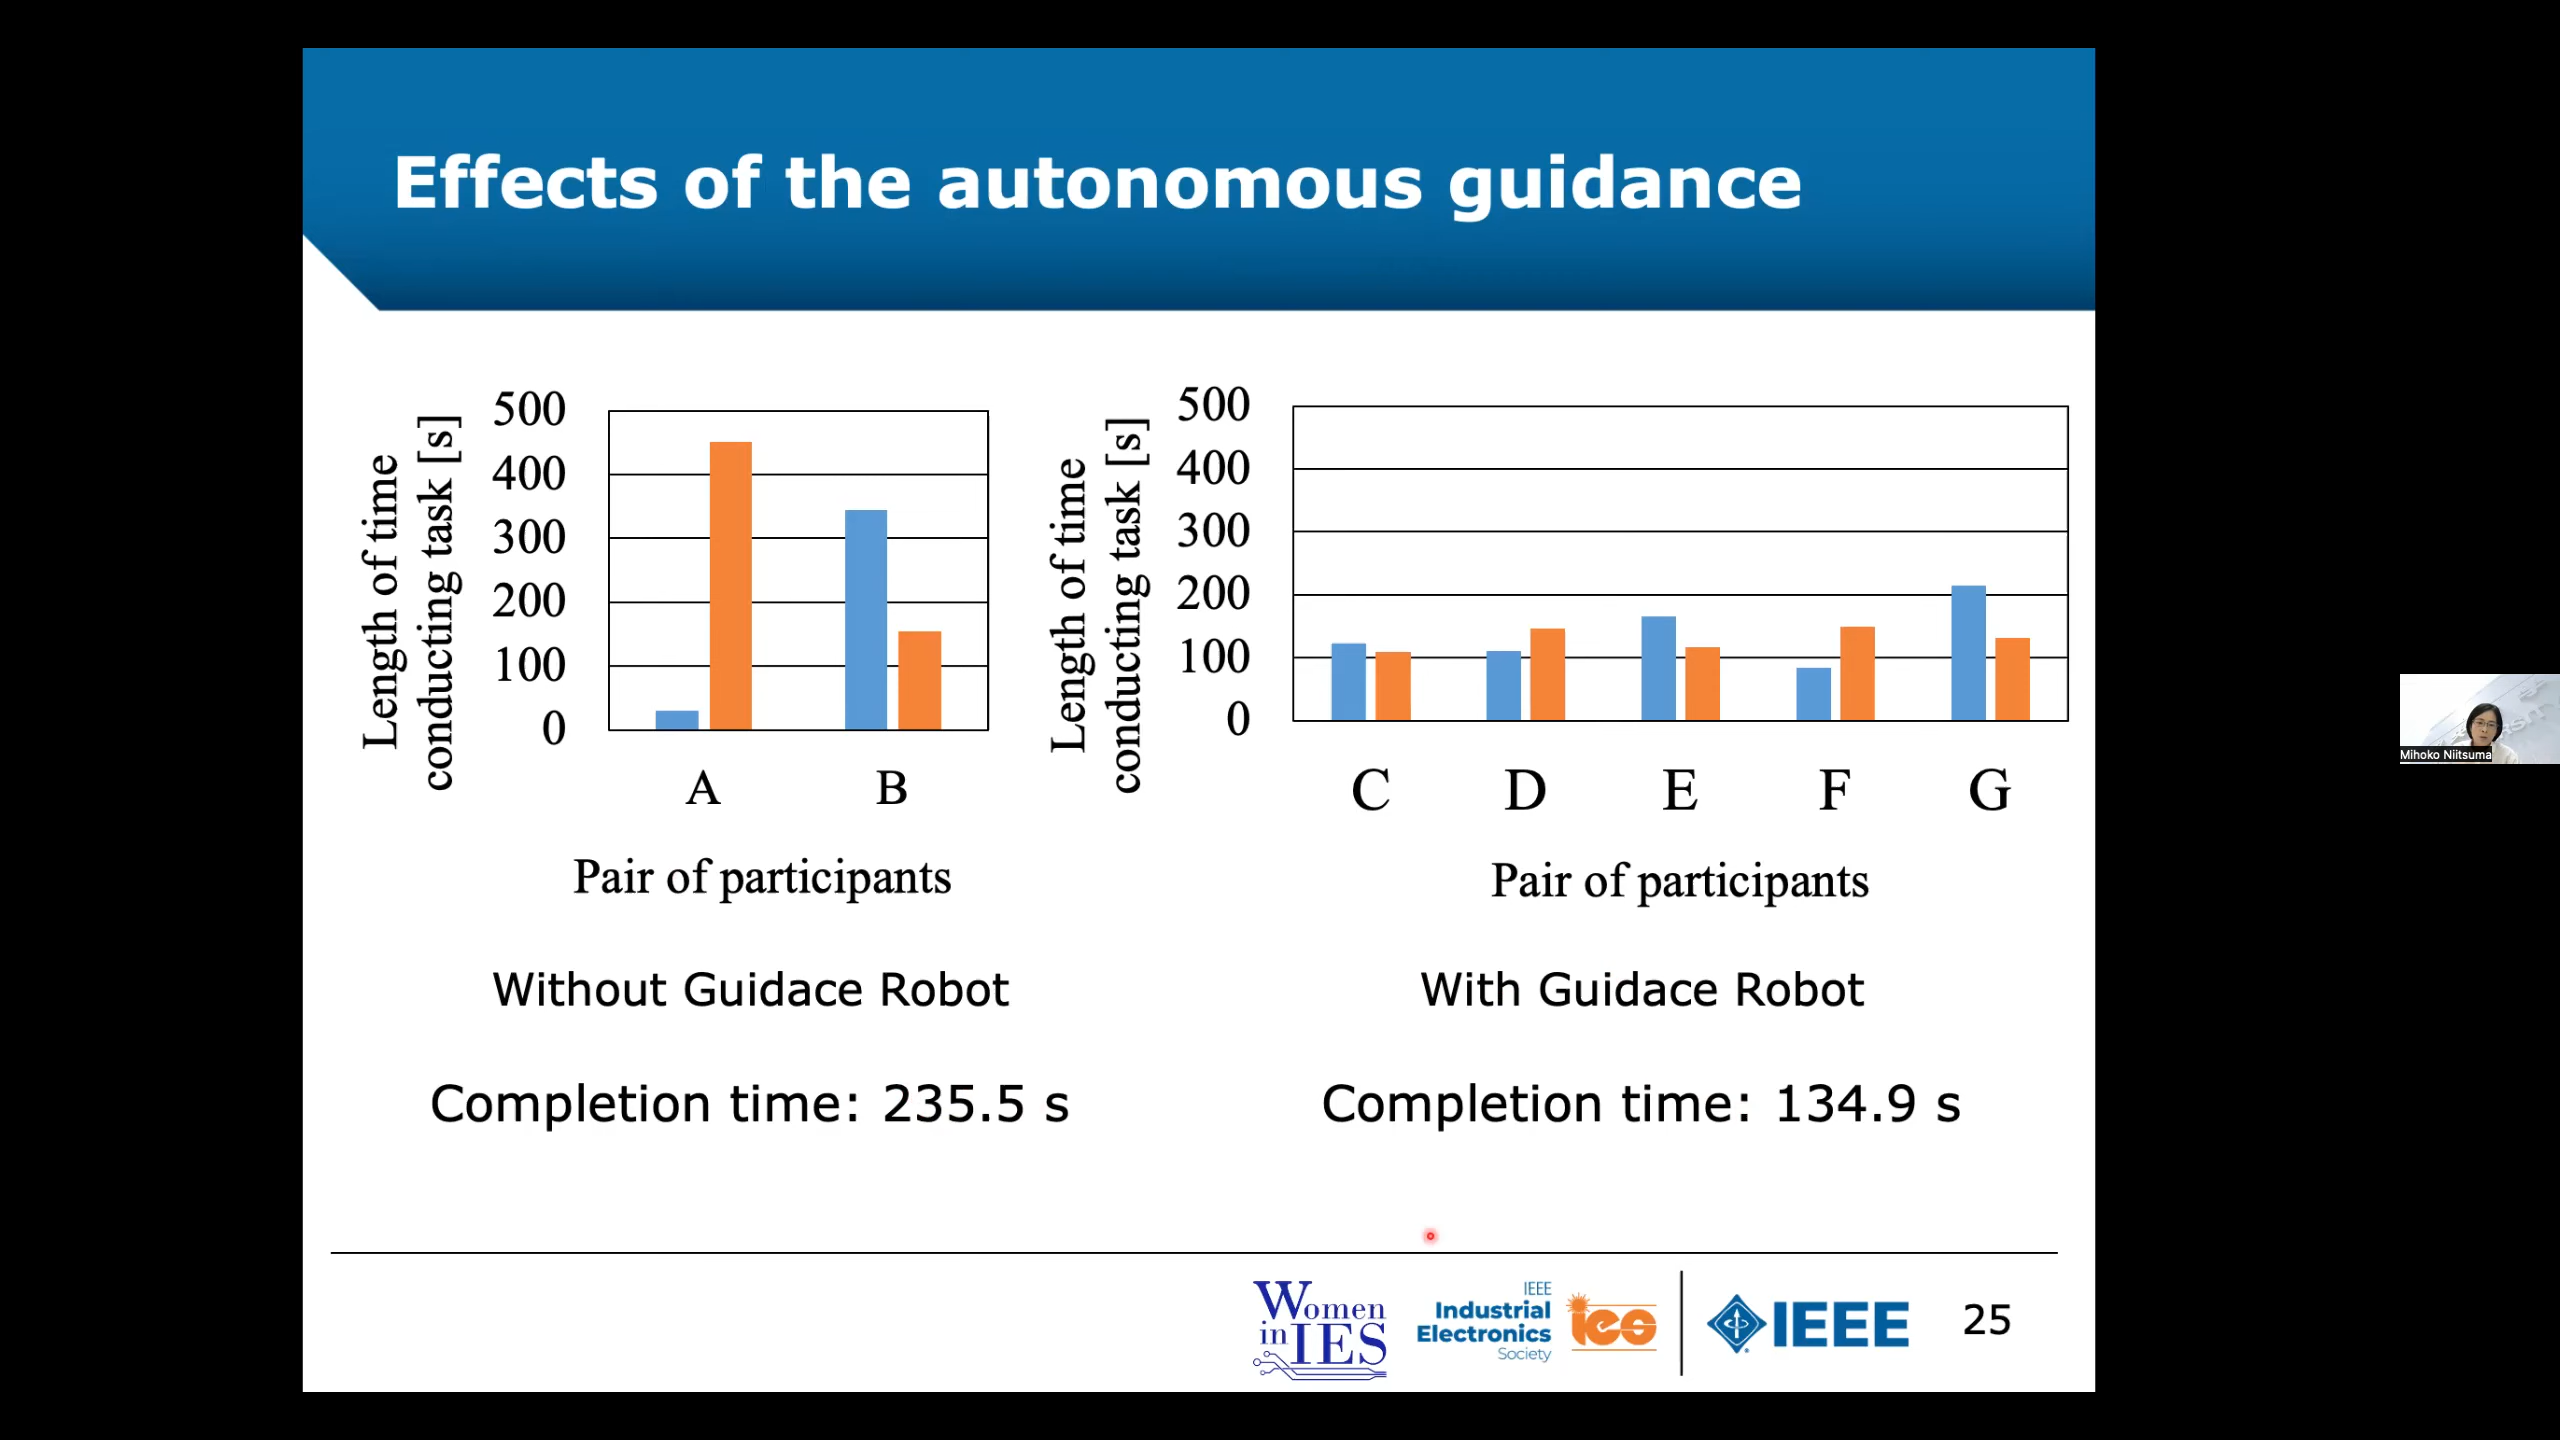 Effects of the autonomous guidance
Length of time
conducting task [s]
500
400
300
200
100
0
A
B
Pair of participants
Without Guidace Robot
Completion time: 235.5 s
Length of time
conducting task [s]
500
400
300
200
100
0
C
D
E
F
G
Pair of participants
With Guidace Robot
Completion time: 134.9 s
Mihoko Niitsuma
Women
in IES
IEEE
Industrial
Electronics
Society
ies
IEEE
25